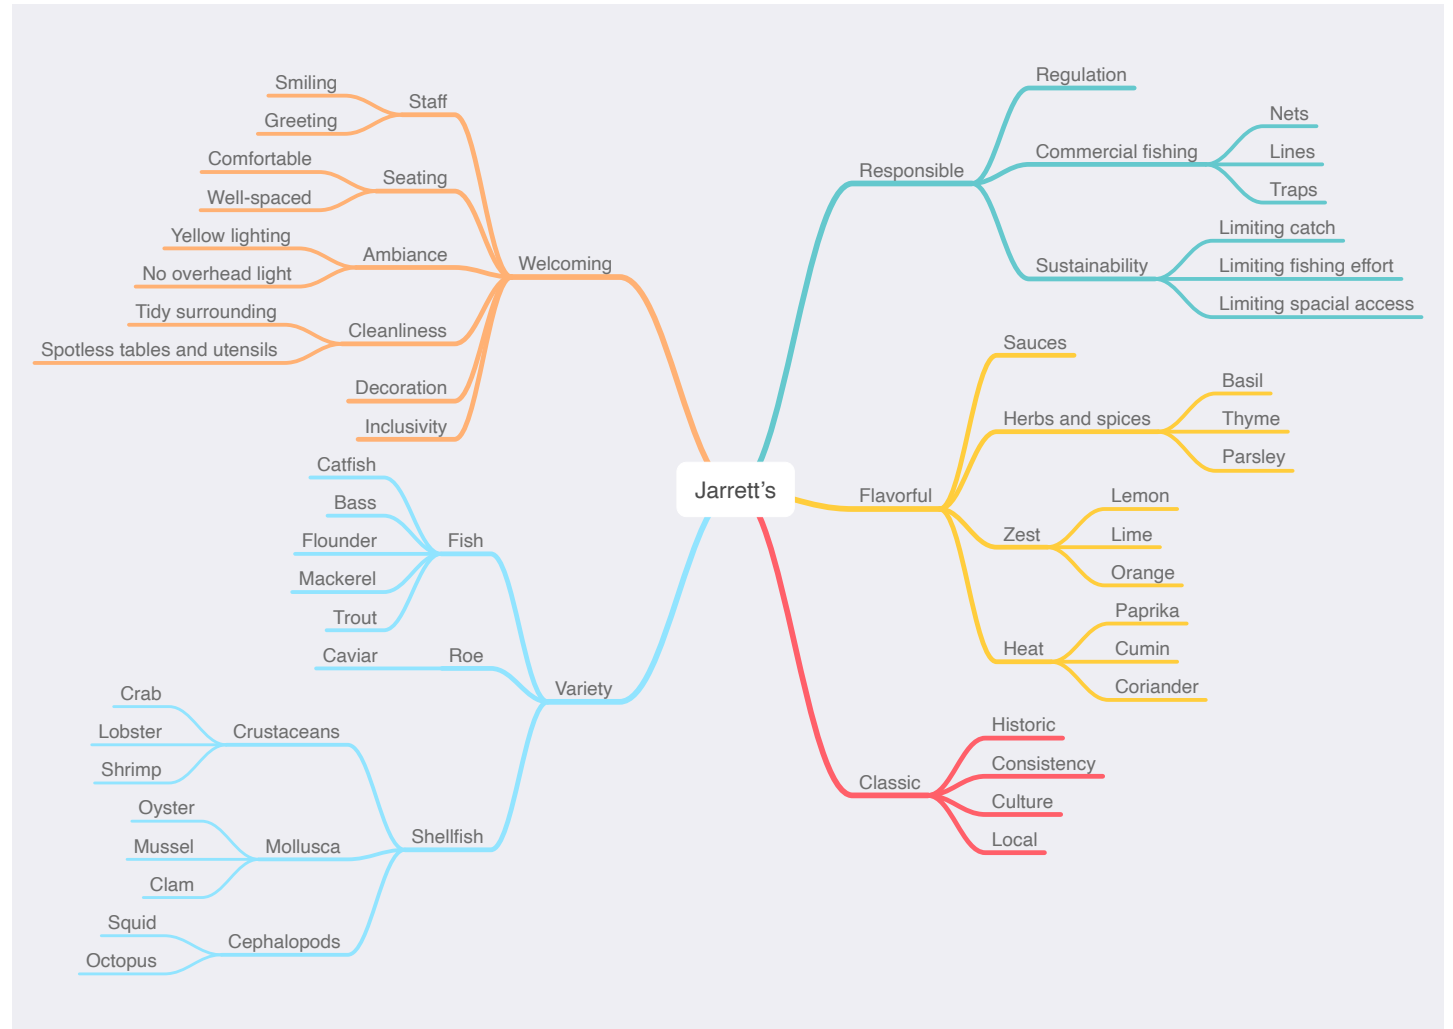 Jarrett's
Welcoming
Staff
Smiling
Greeting
Seating
Comfortable
Well-spaced
Ambiance
Yellow lighting
No overhead light
Cleanliness
Tidy surrounding
Spotless tables and utensils
Decoration
Inclusivity
Variety
Fish
Catfish
Bass
Flounder
Mackerel
Trout
Roe
Caviar
Shellfish
Crustaceans
Crab
Lobster
Shrimp
Mollusca
Oyster
Mussel
Clam
Cephalopods
Squid
Octopus
Responsible
Regulation
Commercial fishing
Nets
Lines
Traps
Sustainability
Limiting catch
Limiting fishing effort
Limiting spacial access
Flavorful
Sauces
Herbs and spices
Basil
Thyme
Parsley
Zest
Lemon
Lime
Orange
Heat
Paprika
Cumin
Coriander
Classic
Historic
Consistency
Culture
Local